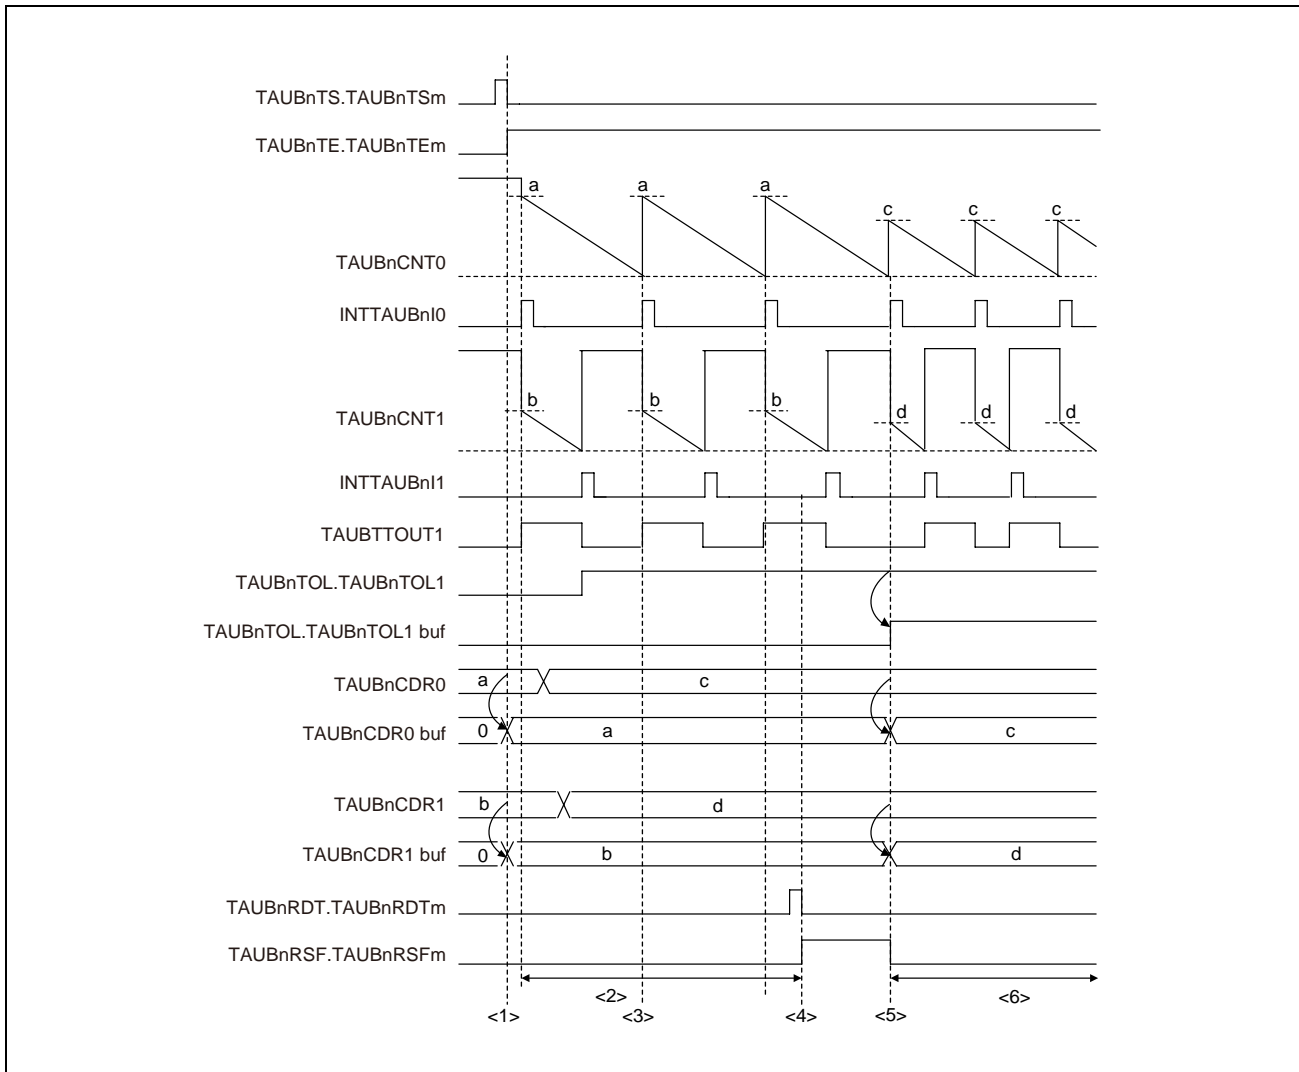 TAUBnTS.TAUBnTSm
TAUBnTE.TAUBnTEm
a a a
c c c
TAUBnCNT0
INTTAUBnI0
b b b
d d d
TAUBnCNT1
INTTAUBnI1
TAUBTTOUT1
TAUBnTOL.TAUBnTOL1
TAUBnTOL.TAUBnTOL1 buf
TAUBnCDR0 a c
TAUBnCDR0 buf 0 a c
TAUBnCDR1 b d
TAUBnCDR1 buf 0 b d
TAUBnRDT.TAUBnRDTm
TAUBnRSF.TAUBnRSFm
<2> <6>
<1> <3> <4> <5>